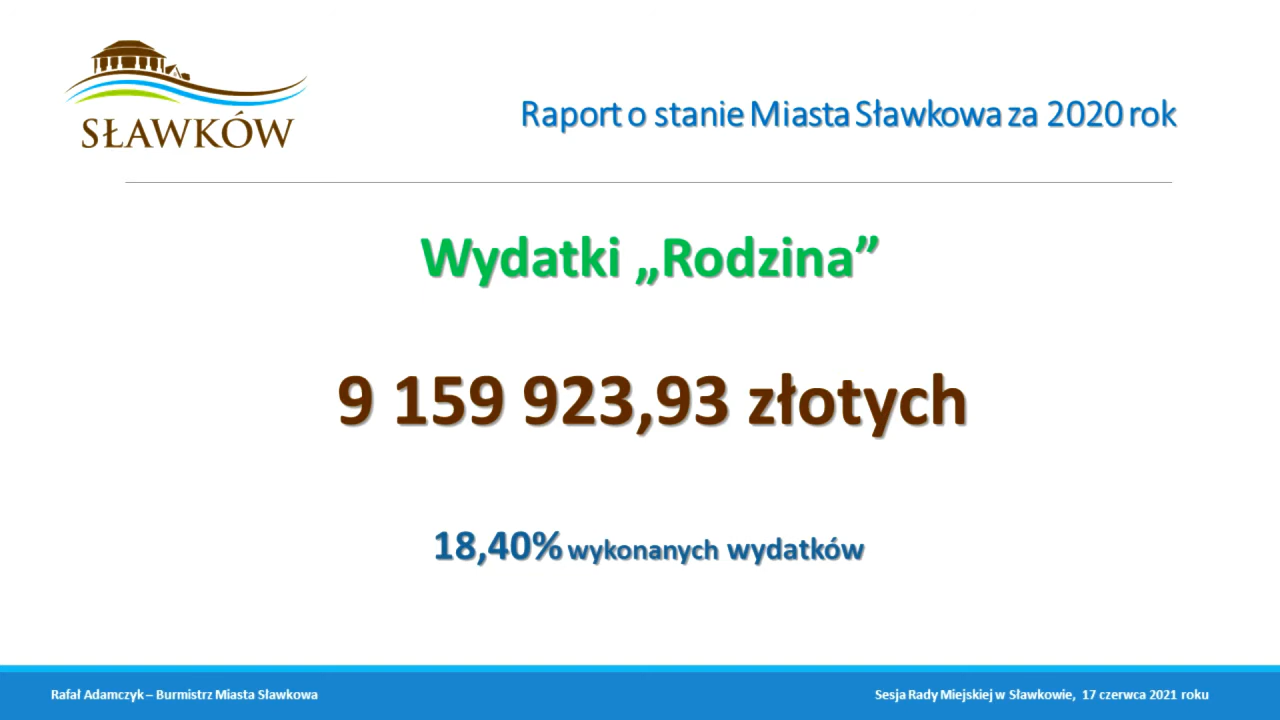 SŁAWKÓW
Raport o stanie Miasta Sławkowa za 2020 rok
Wydatki „Rodzina”
9 159 923,93 złotych
18,40% wykonanych wydatków
Rafał Adamczyk – Burmistrz Miasta Sławkowa
Sesja Rady Miejskiej w Sławkowie, 17 czerwca 2021 roku